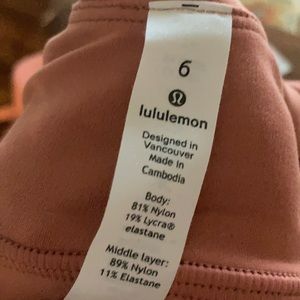 6
lululemon
Designed in
Vancouver
Made in
Cambodia
Body:
81% Nylon
19% Lycra®
elastane
Middle layer:
89% Nylon
11% Elastane